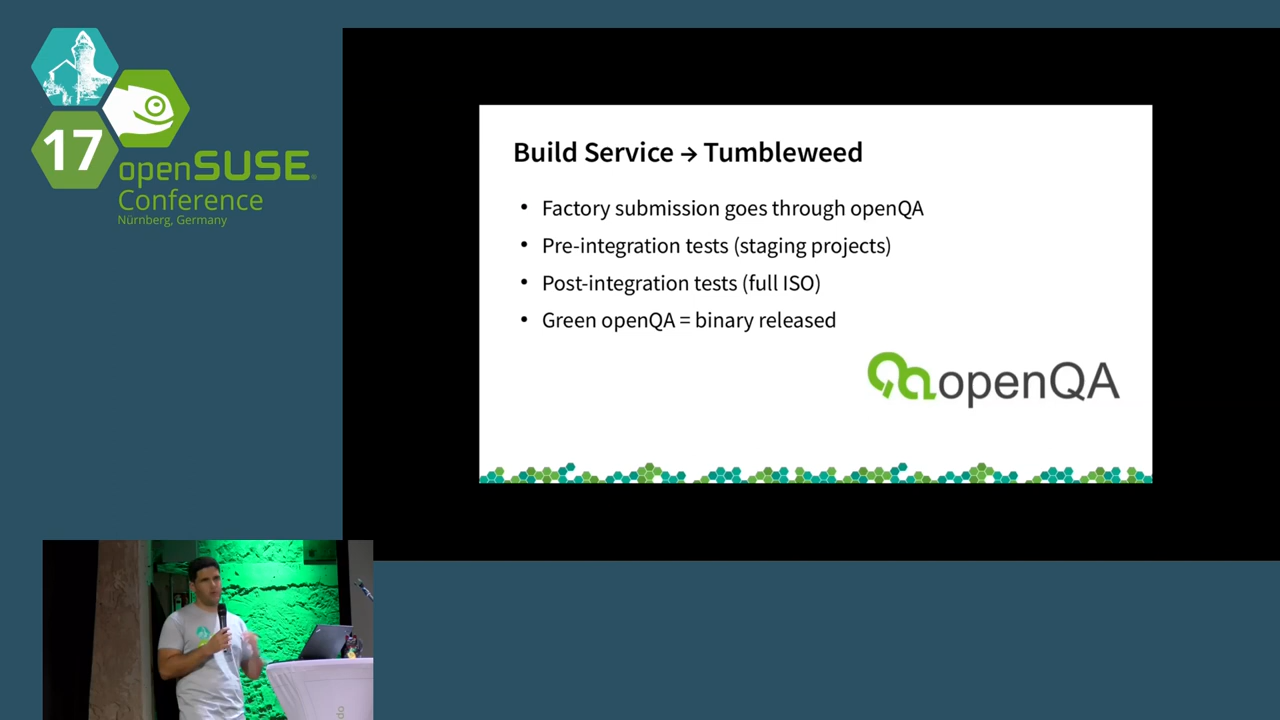 17
openSUSE
Conference
Nürnberg, Germany
Build Service → Tumbleweed
• Factory submission goes through openQA
• Pre-integration tests (staging projects)
• Post-integration tests (full ISO)
• Green openQA = binary released
openQA